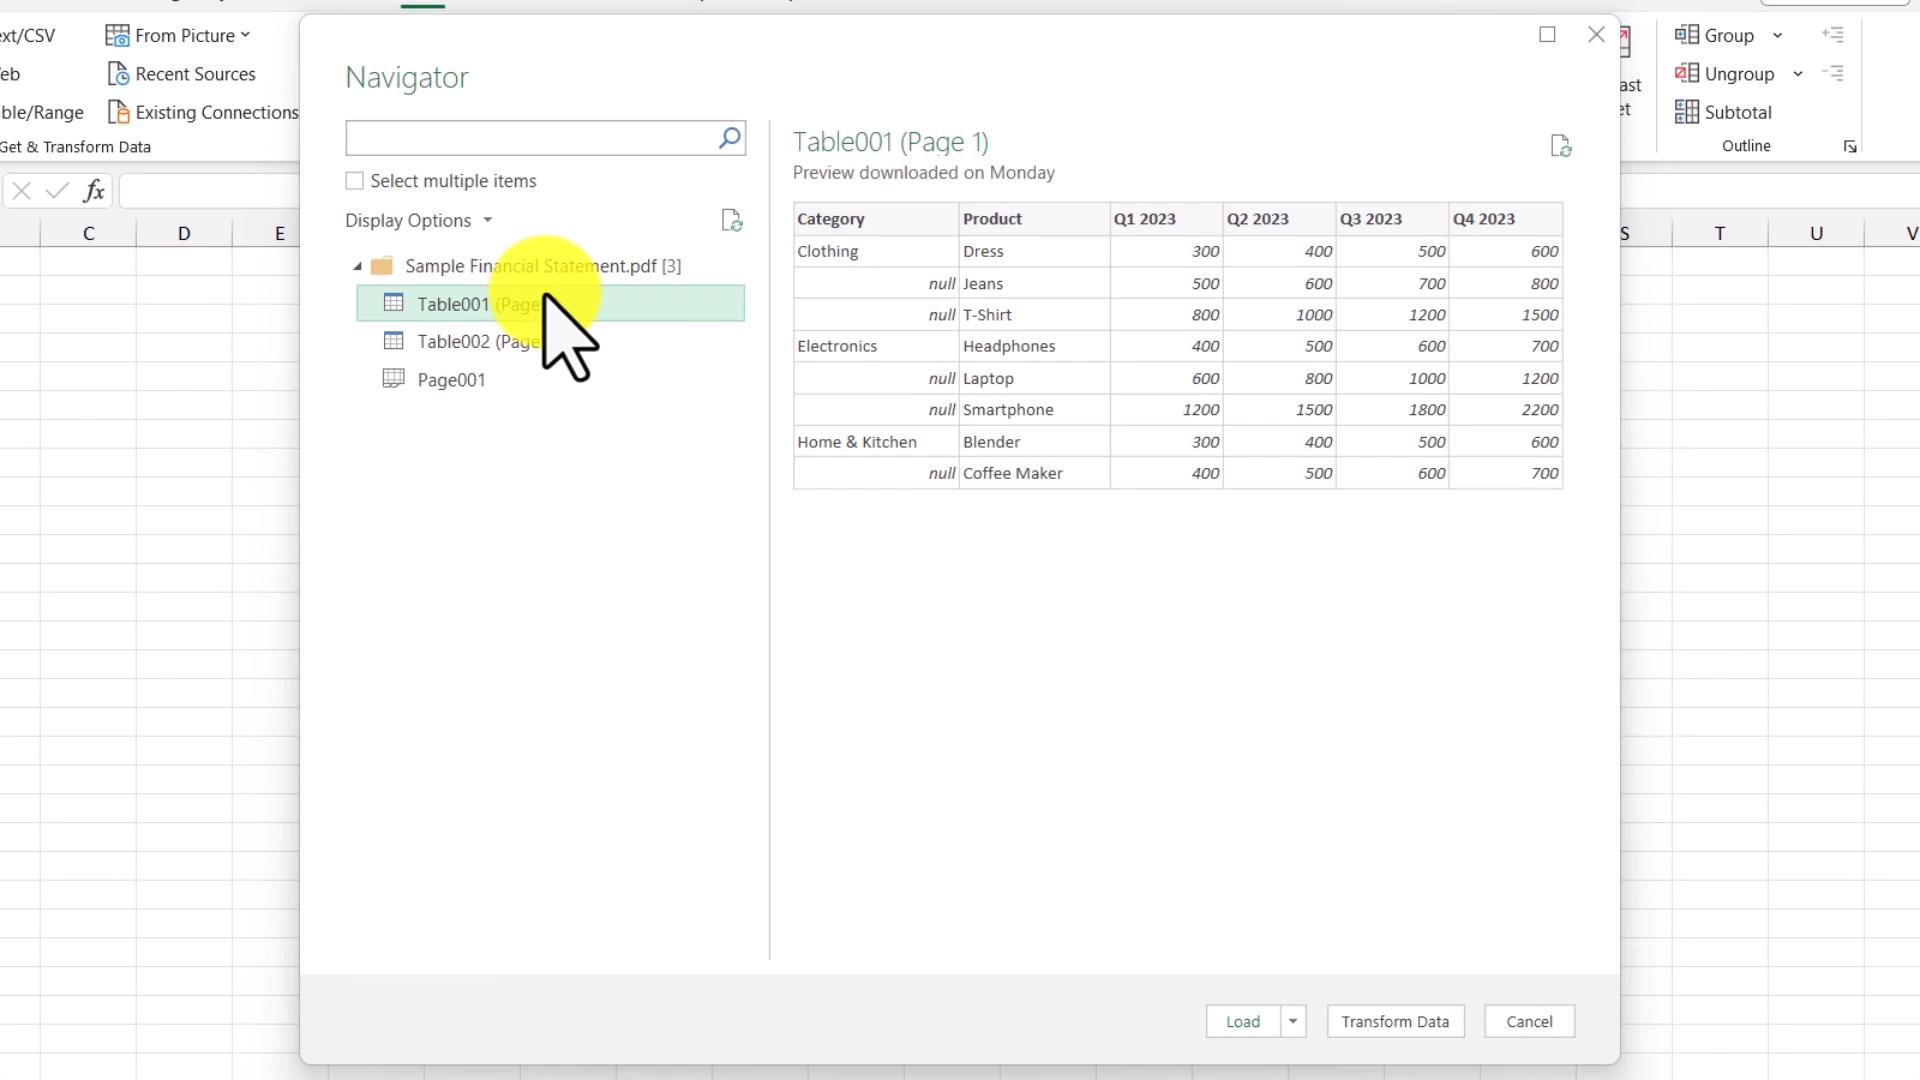 From Picture
Recent Sources
Existing Connections
Get & Transform Data
Group
Ungroup
Subtotal
Outline
fx
C D E S T U V
Navigator
Select multiple items
Display Options
Sample Financial Statement.pdf [3]
Table001 (Page
Table002 (Page
Page001
Table001 (Page 1)
Preview downloaded on Monday
Category Product Q1 2023 Q2 2023 Q3 2023 Q4 2023
Clothing Dress 300 400 500 600
null Jeans 500 600 700 800
null T-Shirt 800 1000 1200 1500
Electronics Headphones 400 500 600 700
null Laptop 600 800 1000 1200
null Smartphone 1200 1500 1800 2200
Home & Kitchen Blender 300 400 500 600
null Coffee Maker 400 500 600 700
Load Transform Data Cancel